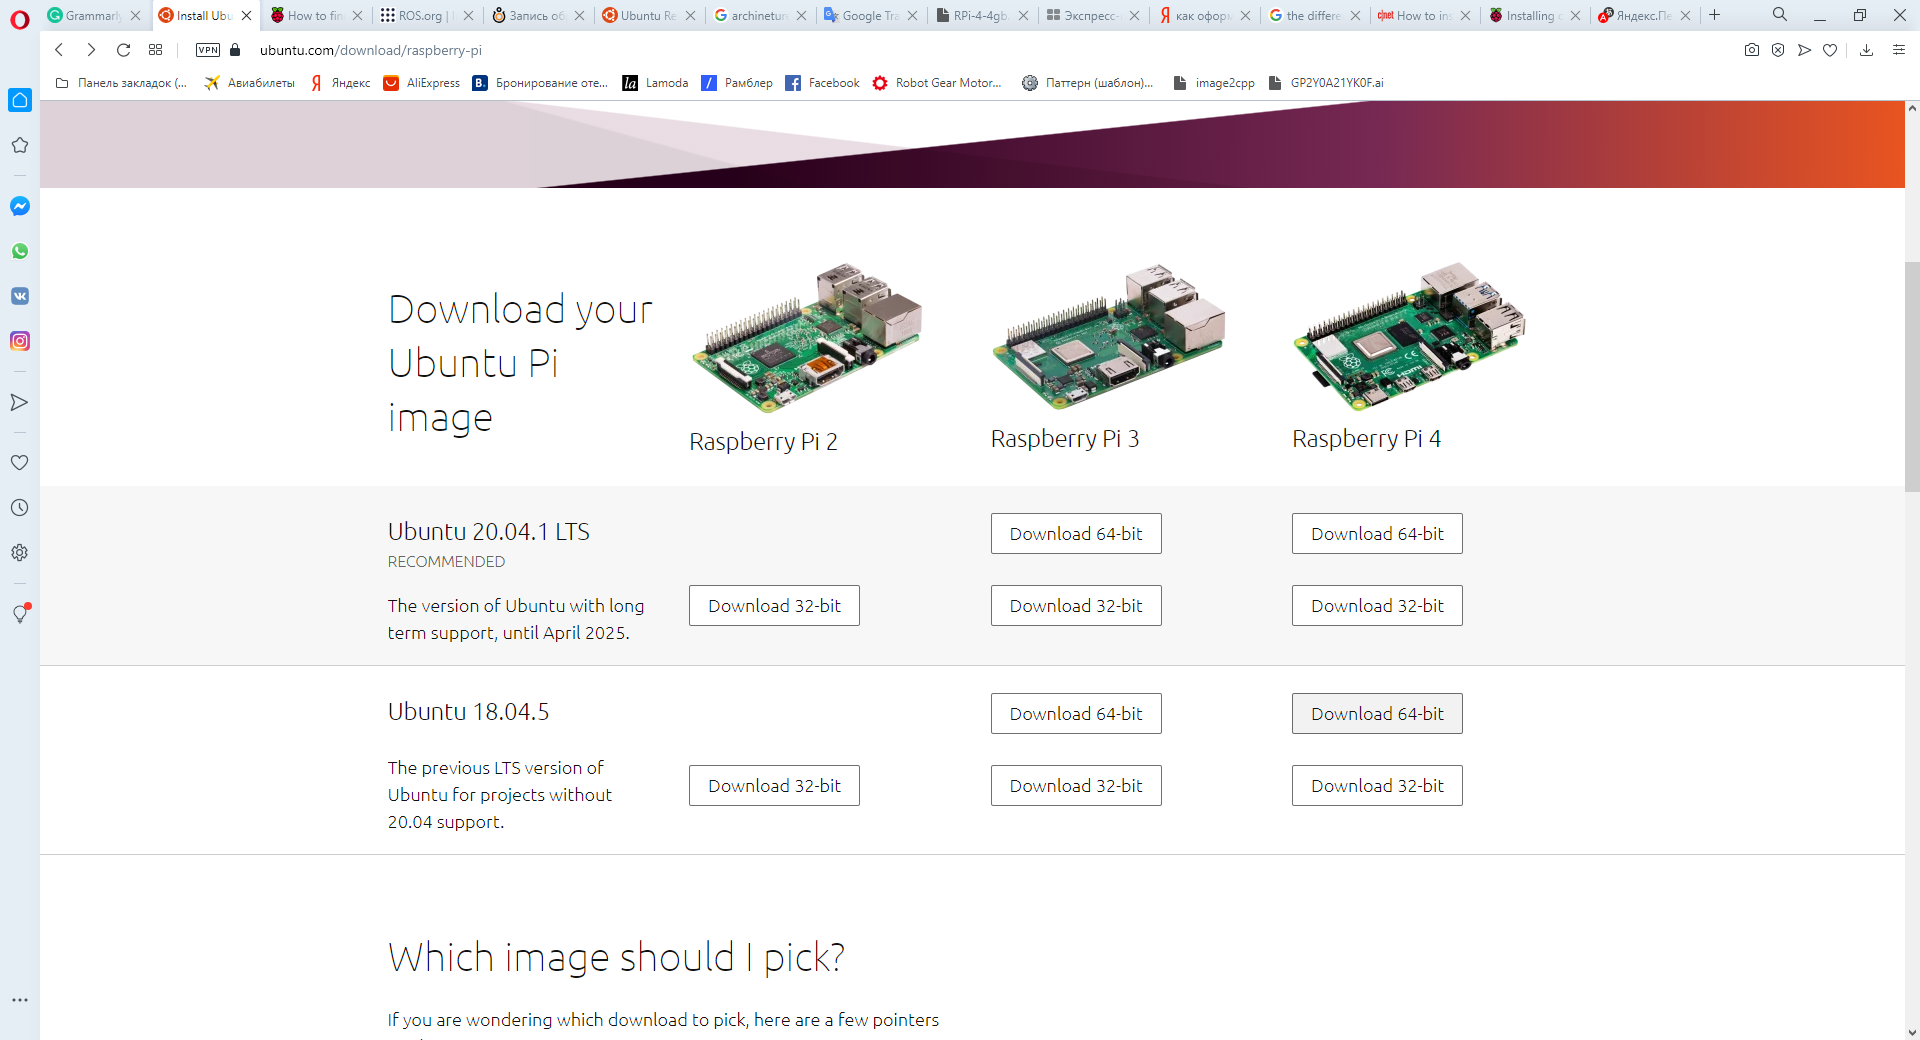 Grammarly
Install Ubu
How to fin
ROS.org |
Запись об
Ubuntu Re
archinetur
Google Tra
RPi-4-4gb
Экспресс-
как оформ
the differe
How to ins
Installing
Яндекс.Пе
VPN
ubuntu.com/download/raspberry-pi
Панель закладок (...
Авиабилеты
Яндекс
AliExpress
Бронирование оте...
Lamoda
Рамблер
Facebook
Robot Gear Motor...
Паттерн (шаблон)...
image2cpp
GP2Y0A21YK0F.ai
Download your
Ubuntu Pi
image
Raspberry Pi 2
Raspberry Pi 3
Raspberry Pi 4
Ubuntu 20.04.1 LTS
RECOMMENDED
The version of Ubuntu with long
term support, until April 2025.
Download 64-bit
Download 64-bit
Download 32-bit
Download 32-bit
Download 32-bit
Ubuntu 18.04.5
The previous LTS version of
Ubuntu for projects without
20.04 support.
Download 64-bit
Download 64-bit
Download 32-bit
Download 32-bit
Download 32-bit
Which image should I pick?
If you are wondering which download to pick, here are a few pointers